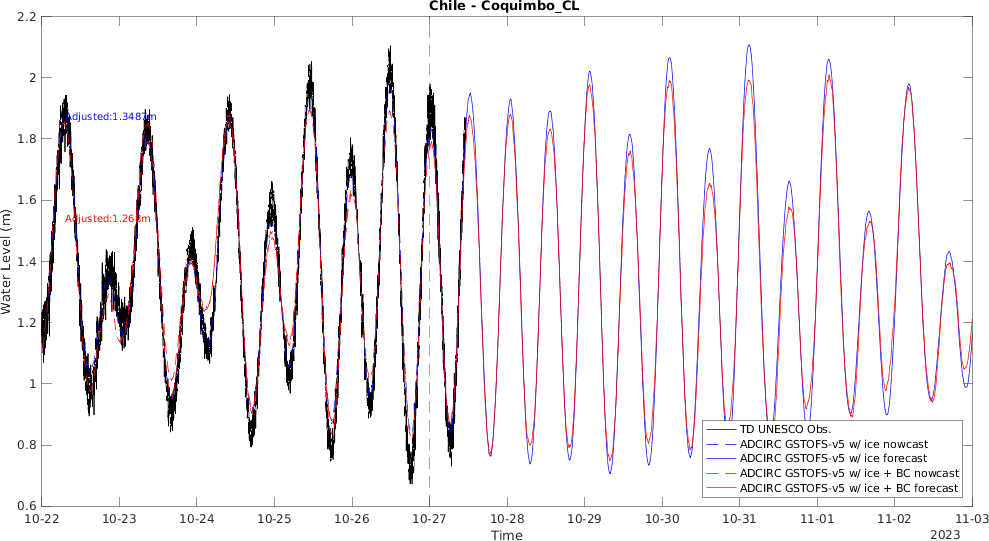 Chile - Coquimbo_CL
2.2
2
1.8
1.6
1.4
1.2
1
0.8
0.6
Water Level (m)
Adjusted:1.3487m
Adjusted:1.263m
TD UNESCO Obs.
ADCIRC GSTOFS-v5 w/ ice nowcast
ADCIRC GSTOFS-v5 w/ ice forecast
ADCIRC GSTOFS-v5 w/ ice + BC nowcast
ADCIRC GSTOFS-v5 w/ ice + BC forecast
10-22 10-23 10-24 10-25 10-26 10-27 10-28 10-29 10-30 10-31 11-01 11-02 11-03
Time
2023